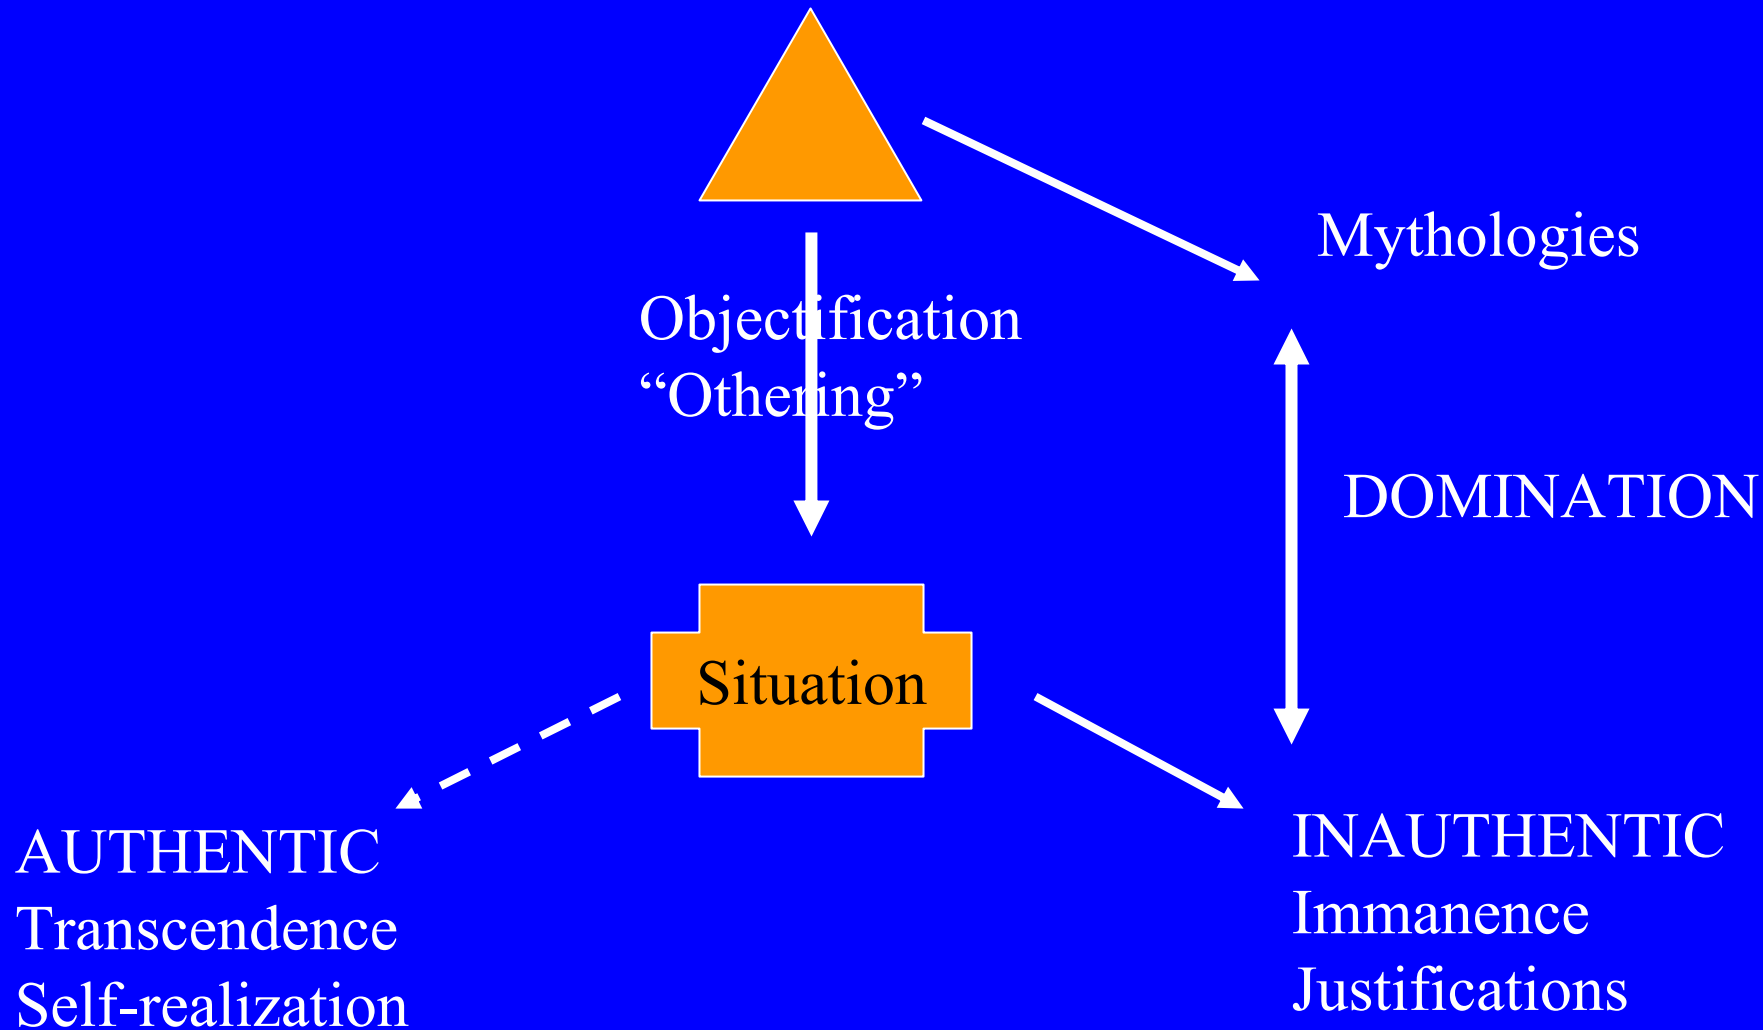 Mythologies
Objectification
“Othering”
DOMINATION
Situation
AUTHENTIC
Transcendence
Self-realization
INAUTHENTIC
Immanence
Justifications